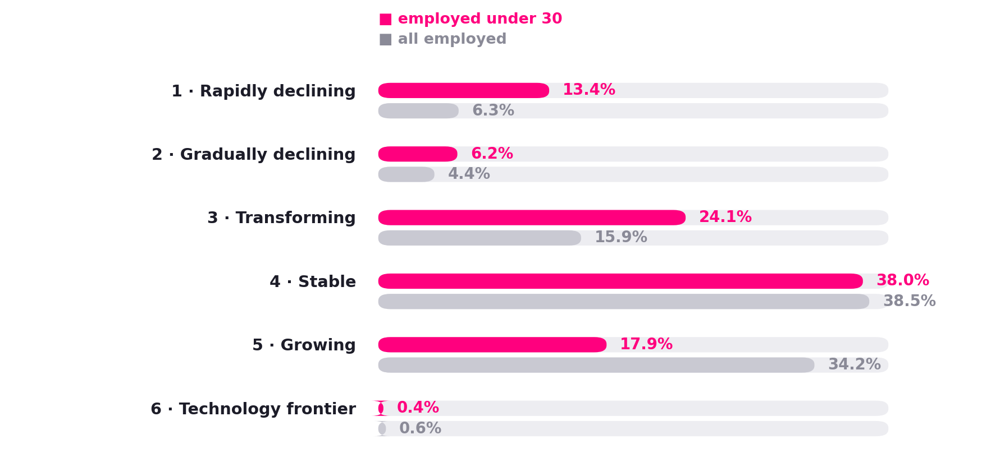 ■ employed under 30
■ all employed
1 · Rapidly declining
13.4%
6.3%
2 · Gradually declining
6.2%
4.4%
3 · Transforming
24.1%
15.9%
4 · Stable
38.0%
38.5%
5 · Growing
17.9%
34.2%
6 · Technology frontier
0.4%
0.6%